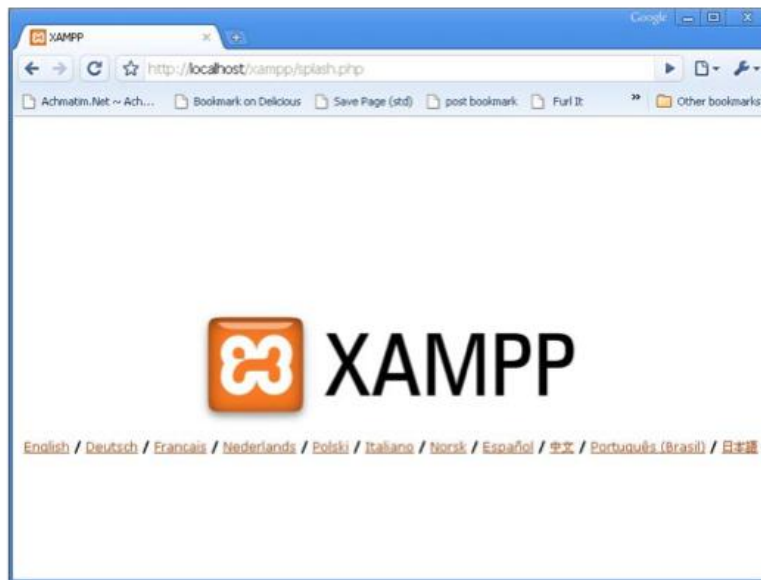 Google
XAMPP
http://localhost/xampp/splash.php
Achmatim.Net ~ Ach... Bookmark on Delicious Save Page (std) post bookmark Furl It » Other bookmarks
XAMPP
English / Deutsch / Francais / Nederlands / Polski / Italiano / Norsk / Español / 中文 / Português (Brasil) / 日本語